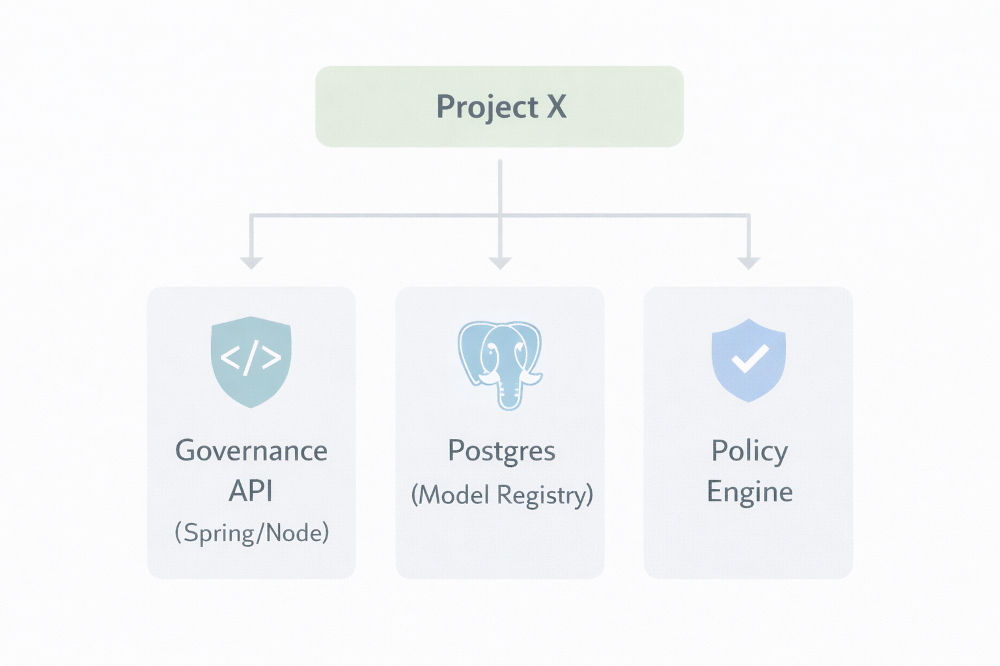 Project X
Governance
API
(Spring/Node)
Postgres
(Model Registry)
Policy
Engine